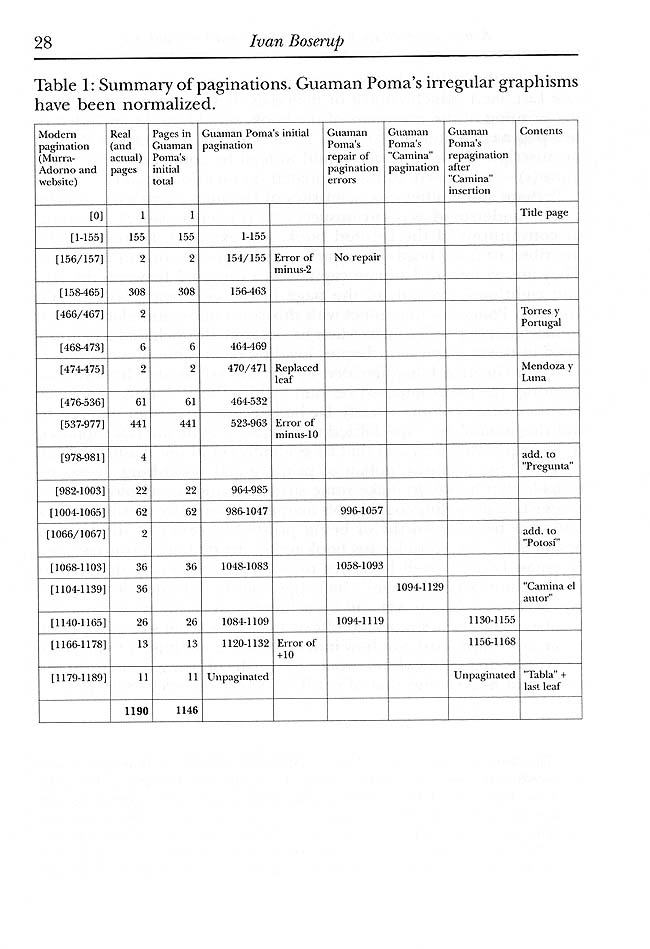 28 Ivan Boserup
Table 1: Summary of paginations. Guaman Poma's irregular graphisms
have been normalized.
Modern pagination (Murra-Adorno and website) | Real (and actual) pages | Pages in Guaman Poma's initial total | Guaman Poma's initial pagination | Guaman Poma's repair of pagination errors | Guaman Poma's "Camina" pagination | Guaman Poma's repagination after "Camina" insertion | Contents
[0] 1 1 Title page
[1-155] 155 155 1-155
[156/157] 2 2 154/155 Error of minus-2 No repair
[158-465] 308 308 156-463
[466/467] 2 Torres y Portugal
[468-473] 6 6 464-469
[474-475] 2 2 470/471 Replaced leaf Mendoza y Luna
[476-536] 61 61 464-532
[537-977] 441 441 523-963 Error of minus-10
[978-981] 4 add. to "Pregunta"
[982-1003] 22 22 964-985
[1004-1065] 62 62 986-1047 996-1057
[1066/1067] 2 add. to "Potosí"
[1068-1103] 36 36 1048-1083 1058-1093
[1104-1139] 36 1094-1129 "Camina el autor"
[1140-1165] 26 26 1084-1109 1094-1119 1130-1155
[1166-1178] 13 13 1120-1132 Error of +10 1156-1168
[1179-1189] 11 11 Unpaginated Unpaginated "Tabla" + last leaf
1190 1146